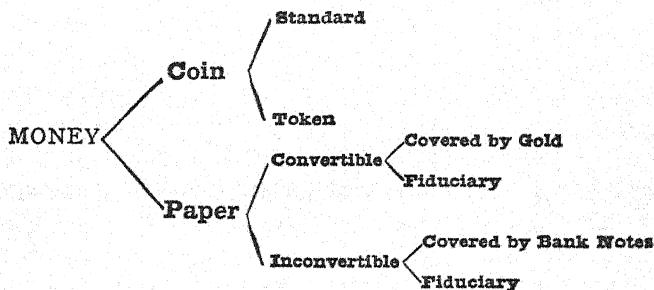 Standard
Coin
Token
MONEY
Convertible
Covered by Gold
Fiduciary
Paper
Covered by Bank Notes
Inconvertible
Fiduciary